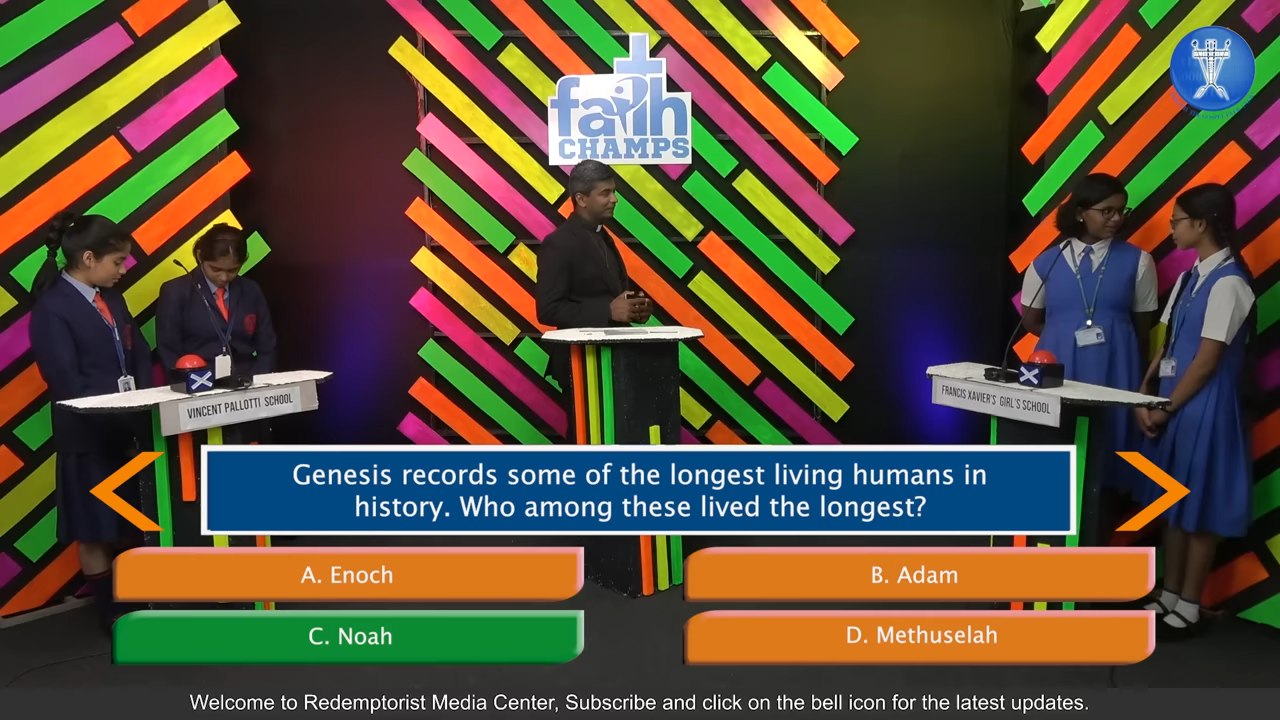 faith
CHAMPS
VINCENT PALLOTTI SCHOOL
FRANCIS XAVIER'S GIRL'S SCHOOL
Genesis records some of the longest living humans in
history. Who among these lived the longest?
A. Enoch
B. Adam
C. Noah
D. Methuselah
Welcome to Redemptorist Media Center, Subscribe and click on the bell icon for the latest updates.